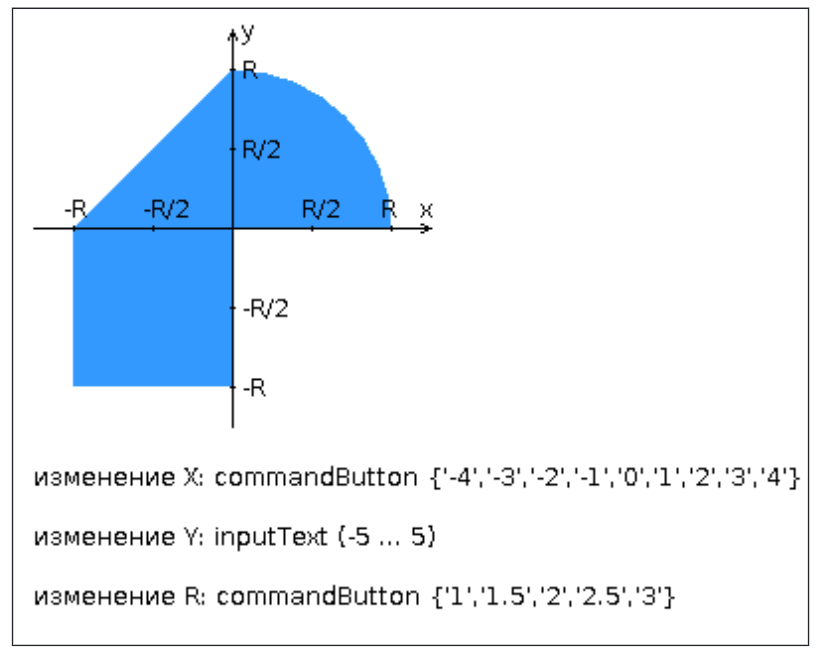 y
R
R/2
-R -R/2 R/2 R x
-R/2
-R
изменение X: commandButton {'-4','-3','-2','-1','0','1','2','3','4'}
изменение Y: inputText (-5 ... 5)
изменение R: commandButton {'1','1.5','2','2.5','3'}